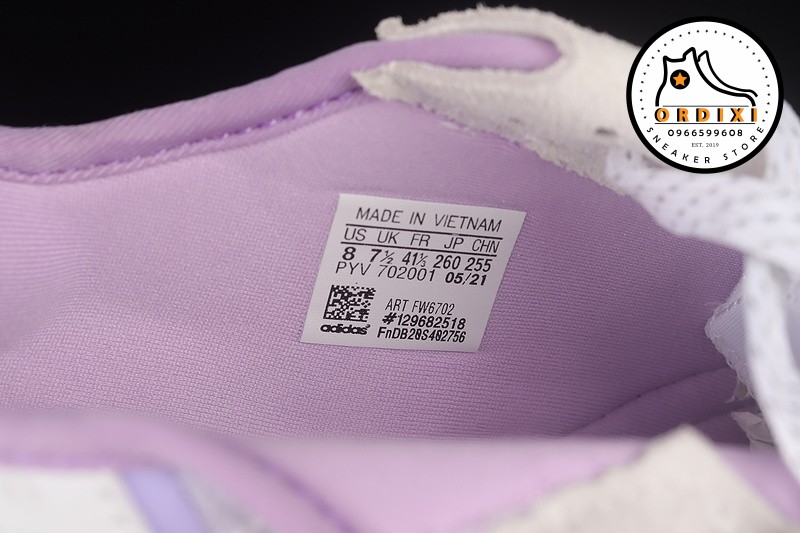 MADE IN VIETNAM
US UK FR JP CHN
8 7½ 41⅓ 260 255
PYV 702001 05/21
ART FW6702
#129682518
adidas FnDB20S402756
ORDIXI
0966599608
EST. 2019
SNEAKER STORE